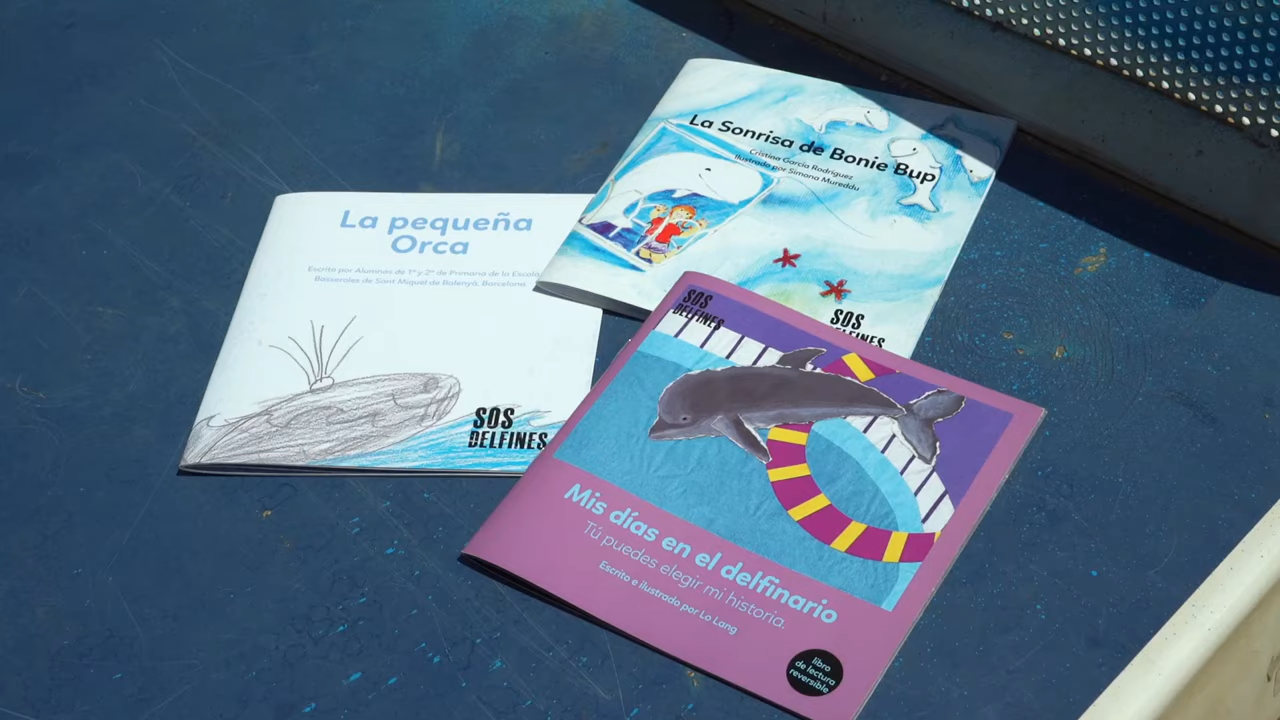 La Sonrisa de Bonie Bup
Cristina García Rodríguez
Ilustrado por Simona Mureddu
SOS
DELFINES
La pequeña
Orca
Escrito por Alumnos de 1º y 2º de Primaria de la Escola
Basseroles de Sant Miquel de Balenyà, Barcelona.
SOS
DELFINES
SOS
DELFINES
Mis días en el delfinario
Tú puedes elegir mi historia.
Escrito e ilustrado por Lo Lang
libro
de lectura
reversible